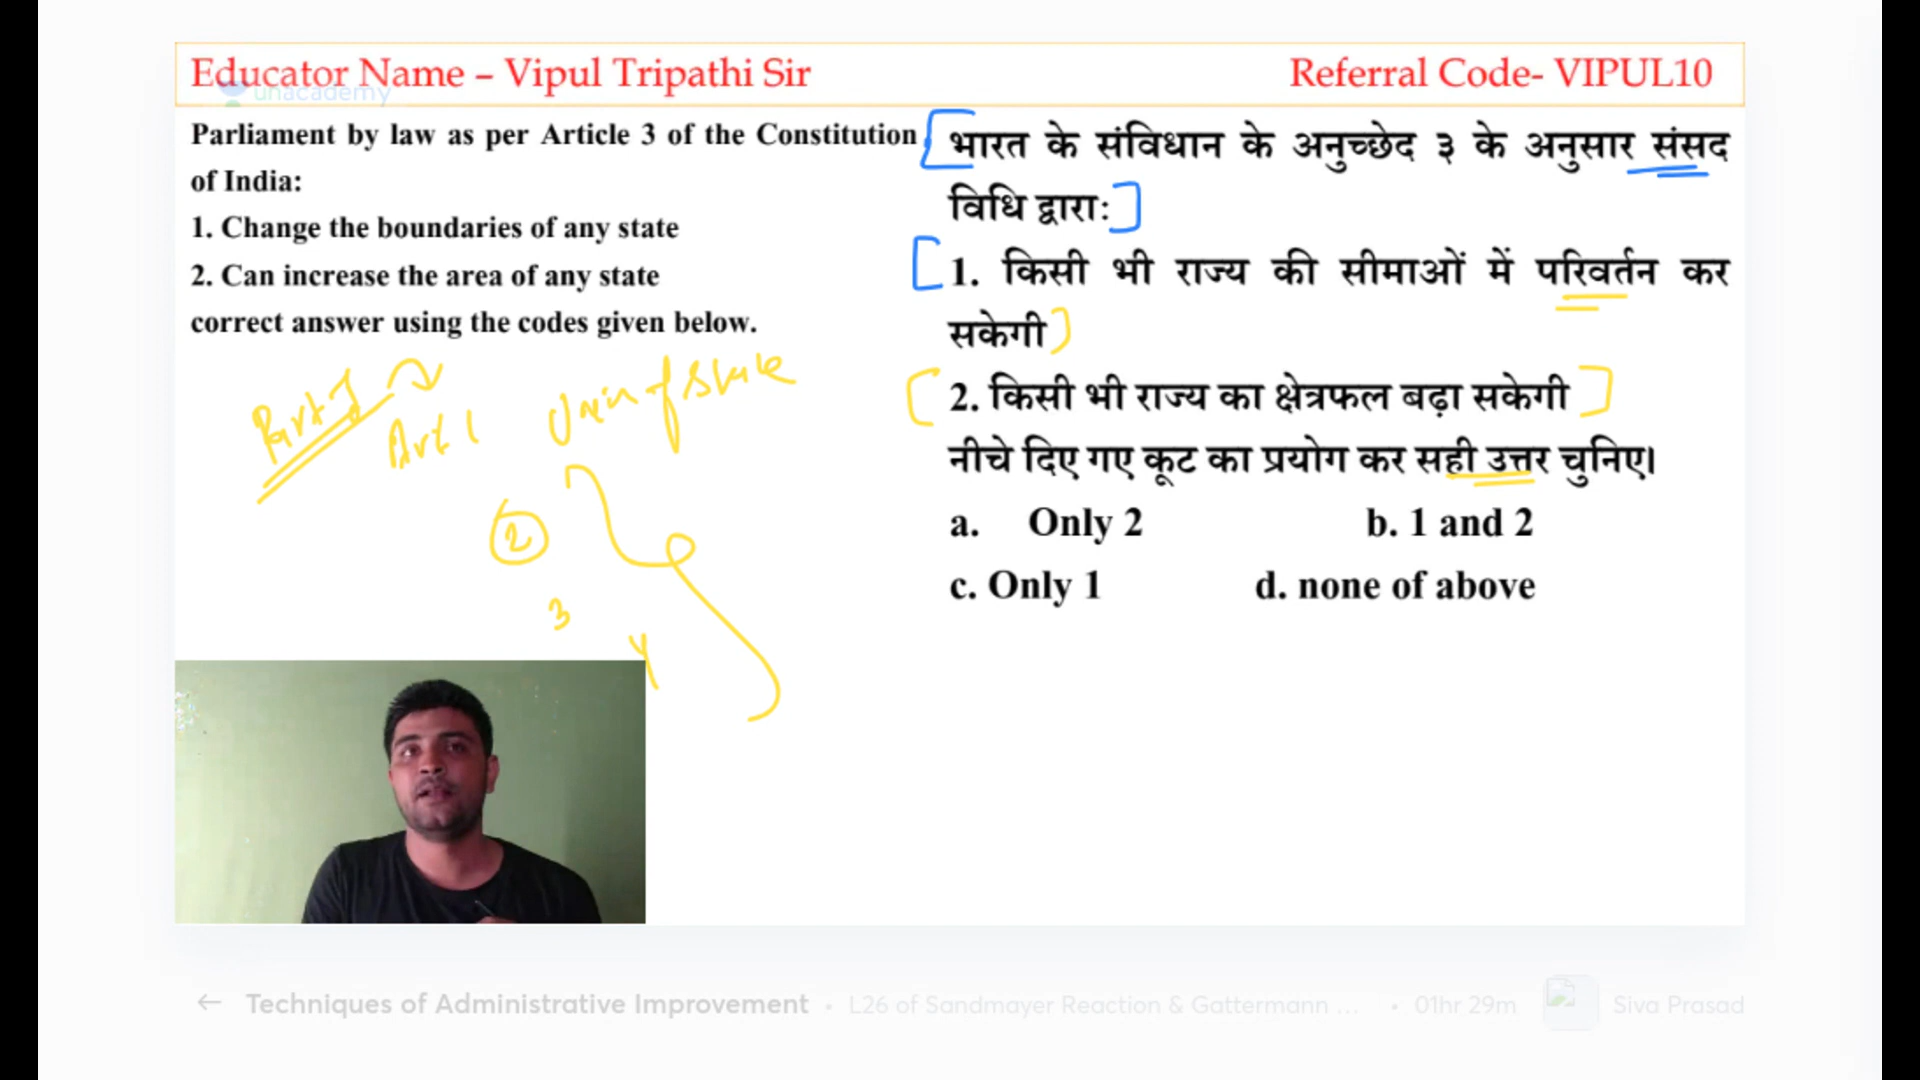 Educator Name – Vipul Tripathi Sir
Referral Code- VIPUL10
unacademy
Parliament by law as per Article 3 of the Constitution
of India:
1. Change the boundaries of any state
2. Can increase the area of any state
correct answer using the codes given below.
Part I
Art 1
Union of State
2
3
4
भारत के संविधान के अनुच्छेद ३ के अनुसार संसद
विधि द्वारा:
1. किसी भी राज्य की सीमाओं में परिवर्तन कर
सकेगी
2. किसी भी राज्य का क्षेत्रफल बढ़ा सकेगी
नीचे दिए गए कूट का प्रयोग कर सही उत्तर चुनिए।
a. Only 2 b. 1 and 2
c. Only 1 d. none of above
← Techniques of Administrative Improvement • L26 of Sandmayer Reaction & Gattermann ... • 01hr 29m Siva Prasad